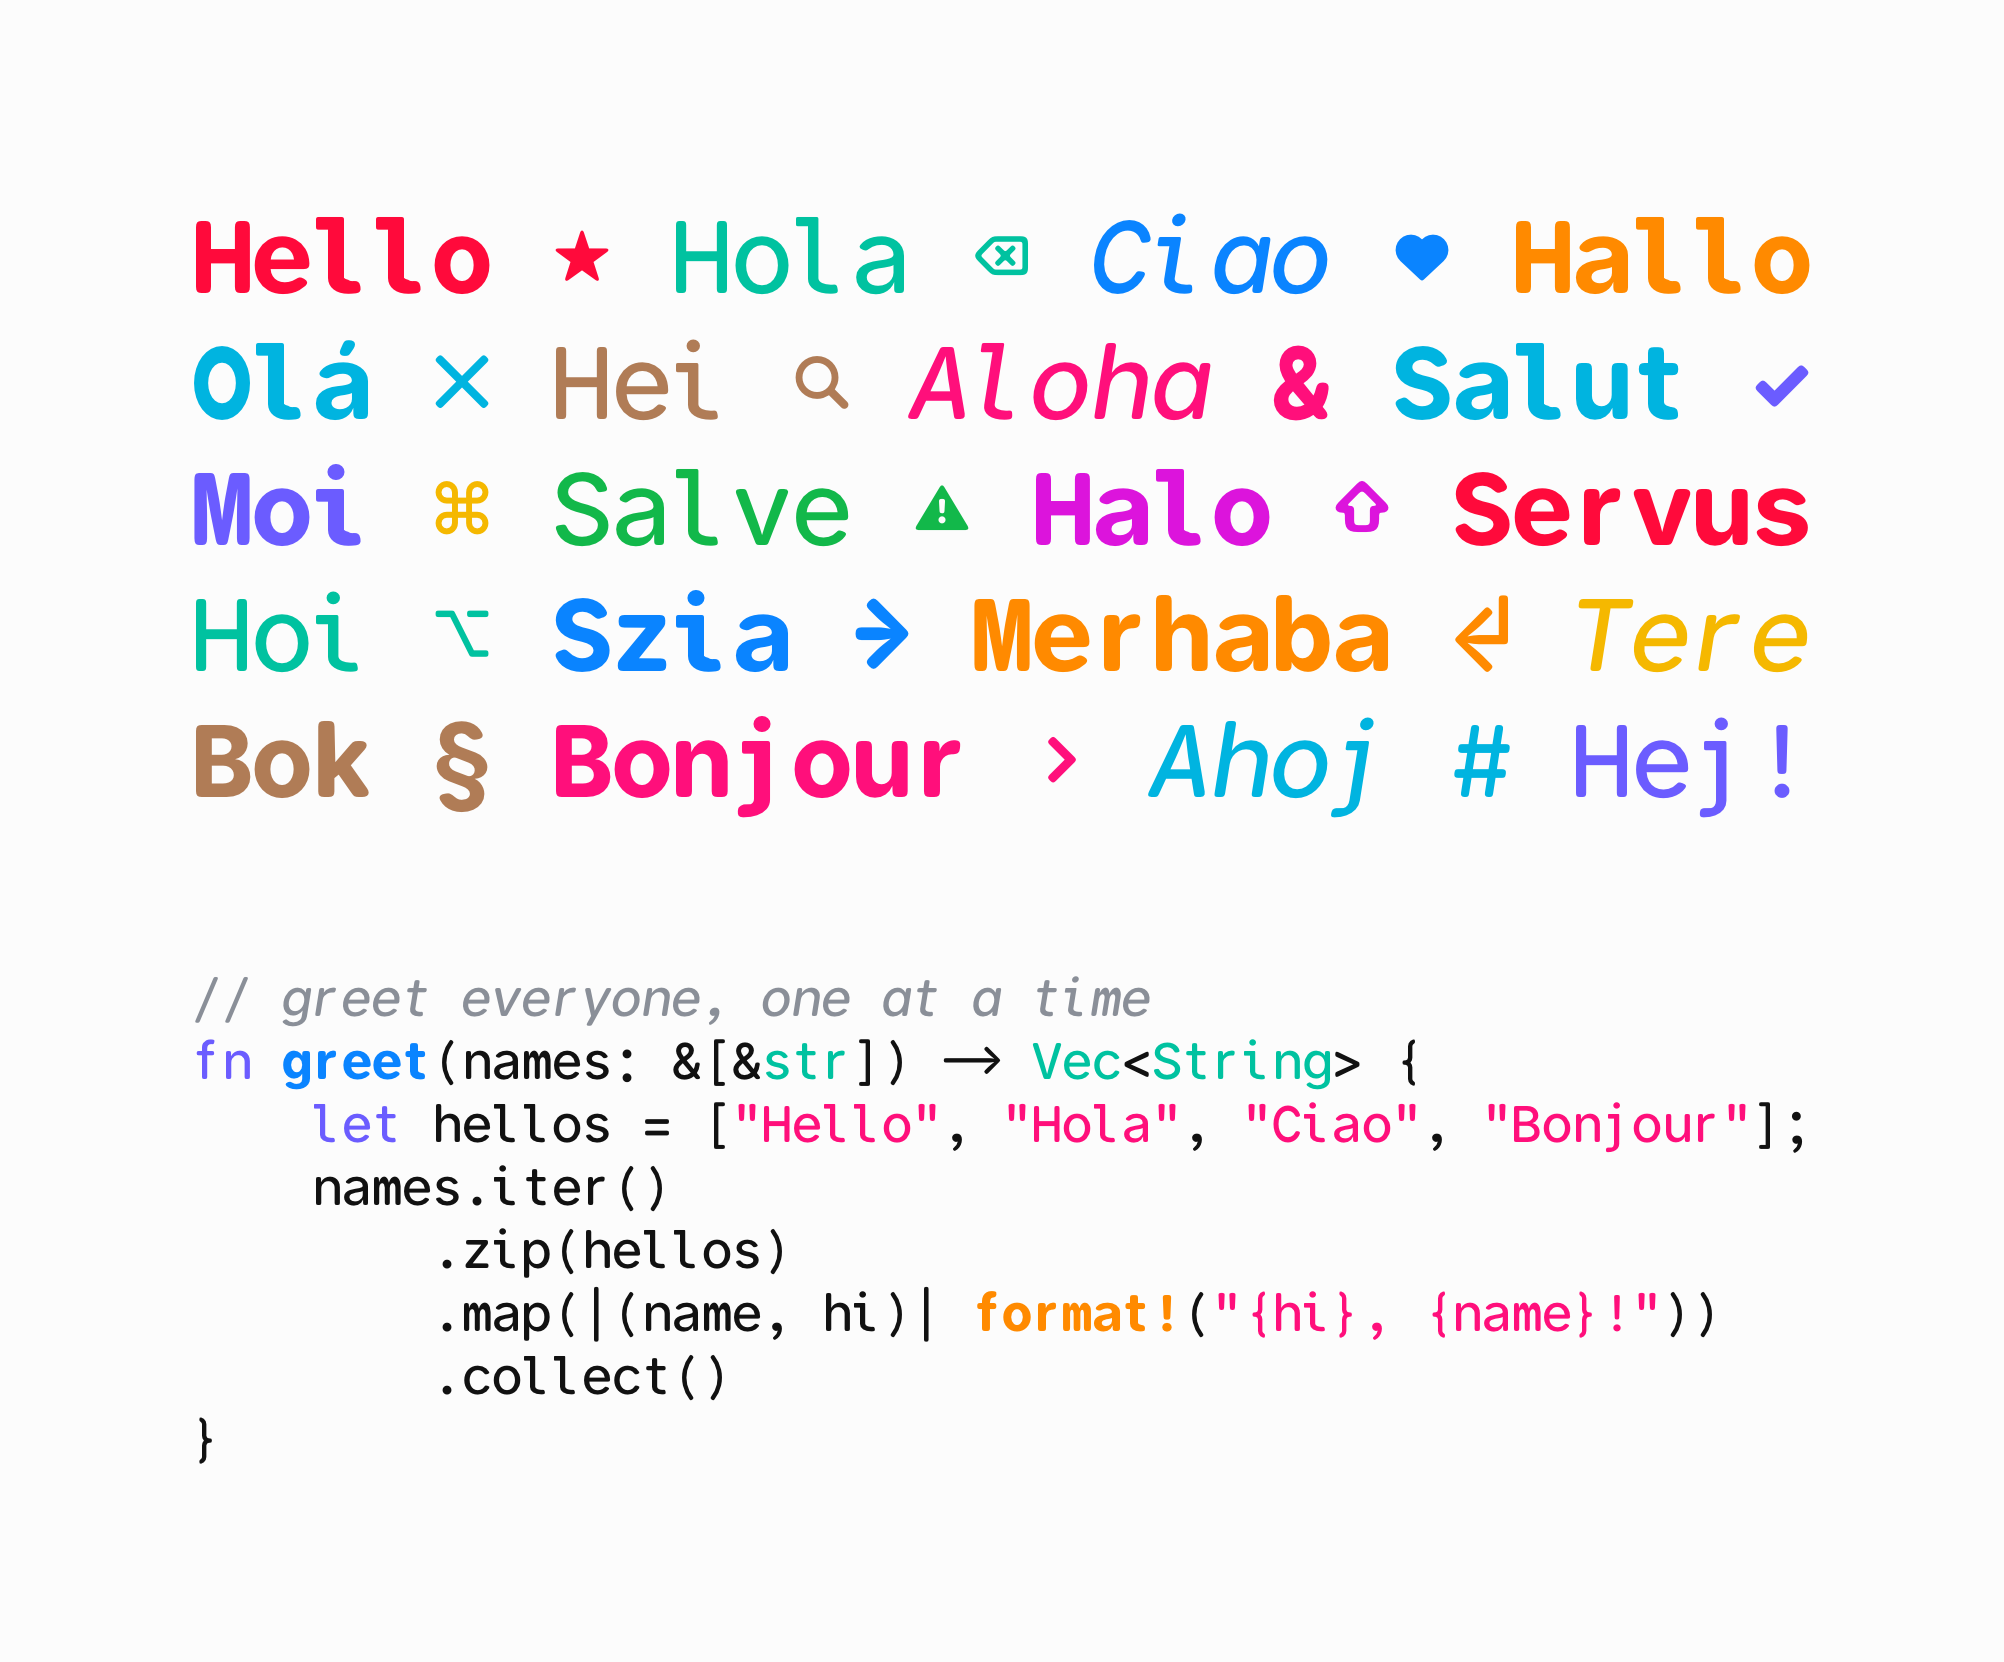 Hello ★ Hola ⌫ Ciao ♥ Hallo
Olá × Hei 🔍 Aloha & Salut ✓
Moi ⌘ Salve ⚠ Halo ⇧ Servus
Hoi ⌥ Szia → Merhaba ↵ Tere
Bok § Bonjour › Ahoj # Hej!
// greet everyone, one at a time
fn greet(names: &[&str]) -> Vec<String> {
    let hellos = ["Hello", "Hola", "Ciao", "Bonjour"];
    names.iter()
        .zip(hellos)
        .map(|(name, hi)| format!("{hi}, {name}!"))
        .collect()
}